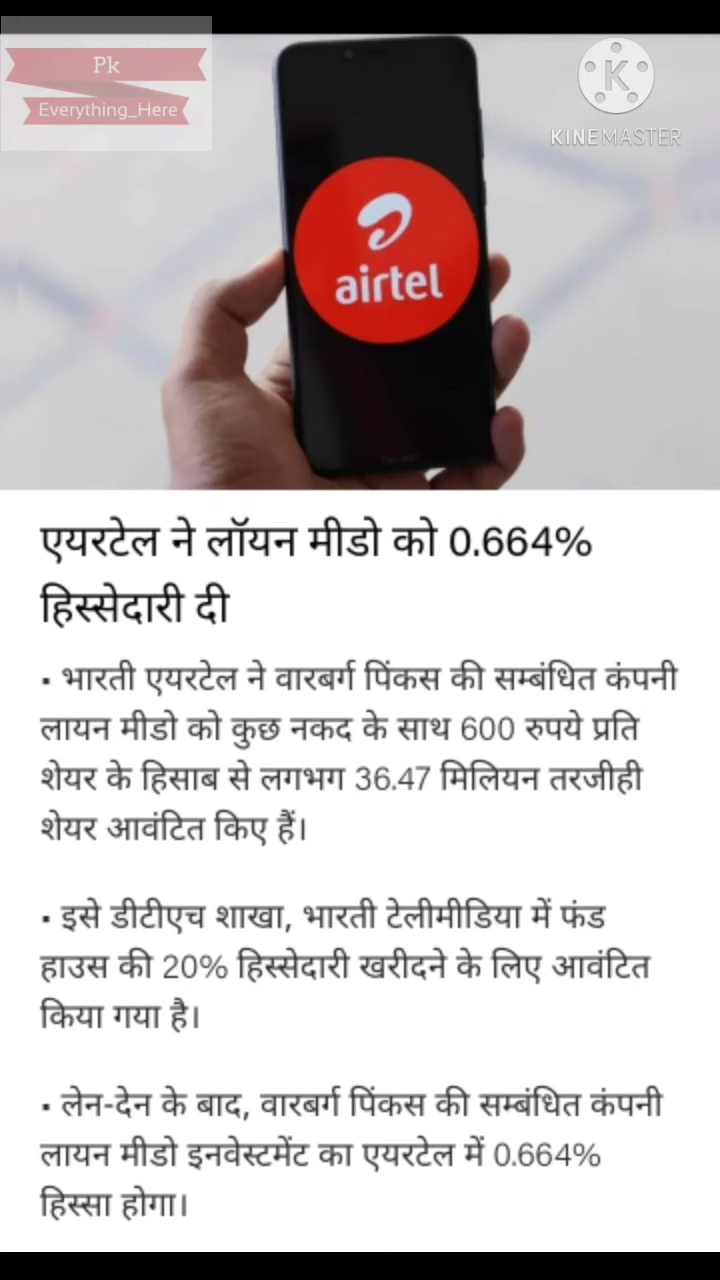 Pk
Everything_Here
K
KINEMASTER
airtel
एयरटेल ने लॉयन मीडो को 0.664%
हिस्सेदारी दी
▪ भारती एयरटेल ने वारबर्ग पिंकस की सम्बंधित कंपनी
लायन मीडो को कुछ नकद के साथ 600 रुपये प्रति
शेयर के हिसाब से लगभग 36.47 मिलियन तरजीही
शेयर आवंटित किए हैं।
▪ इसे डीटीएच शाखा, भारती टेलीमीडिया में फंड
हाउस की 20% हिस्सेदारी खरीदने के लिए आवंटित
किया गया है।
▪ लेन-देन के बाद, वारबर्ग पिंकस की सम्बंधित कंपनी
लायन मीडो इनवेस्टमेंट का एयरटेल में 0.664%
हिस्सा होगा।